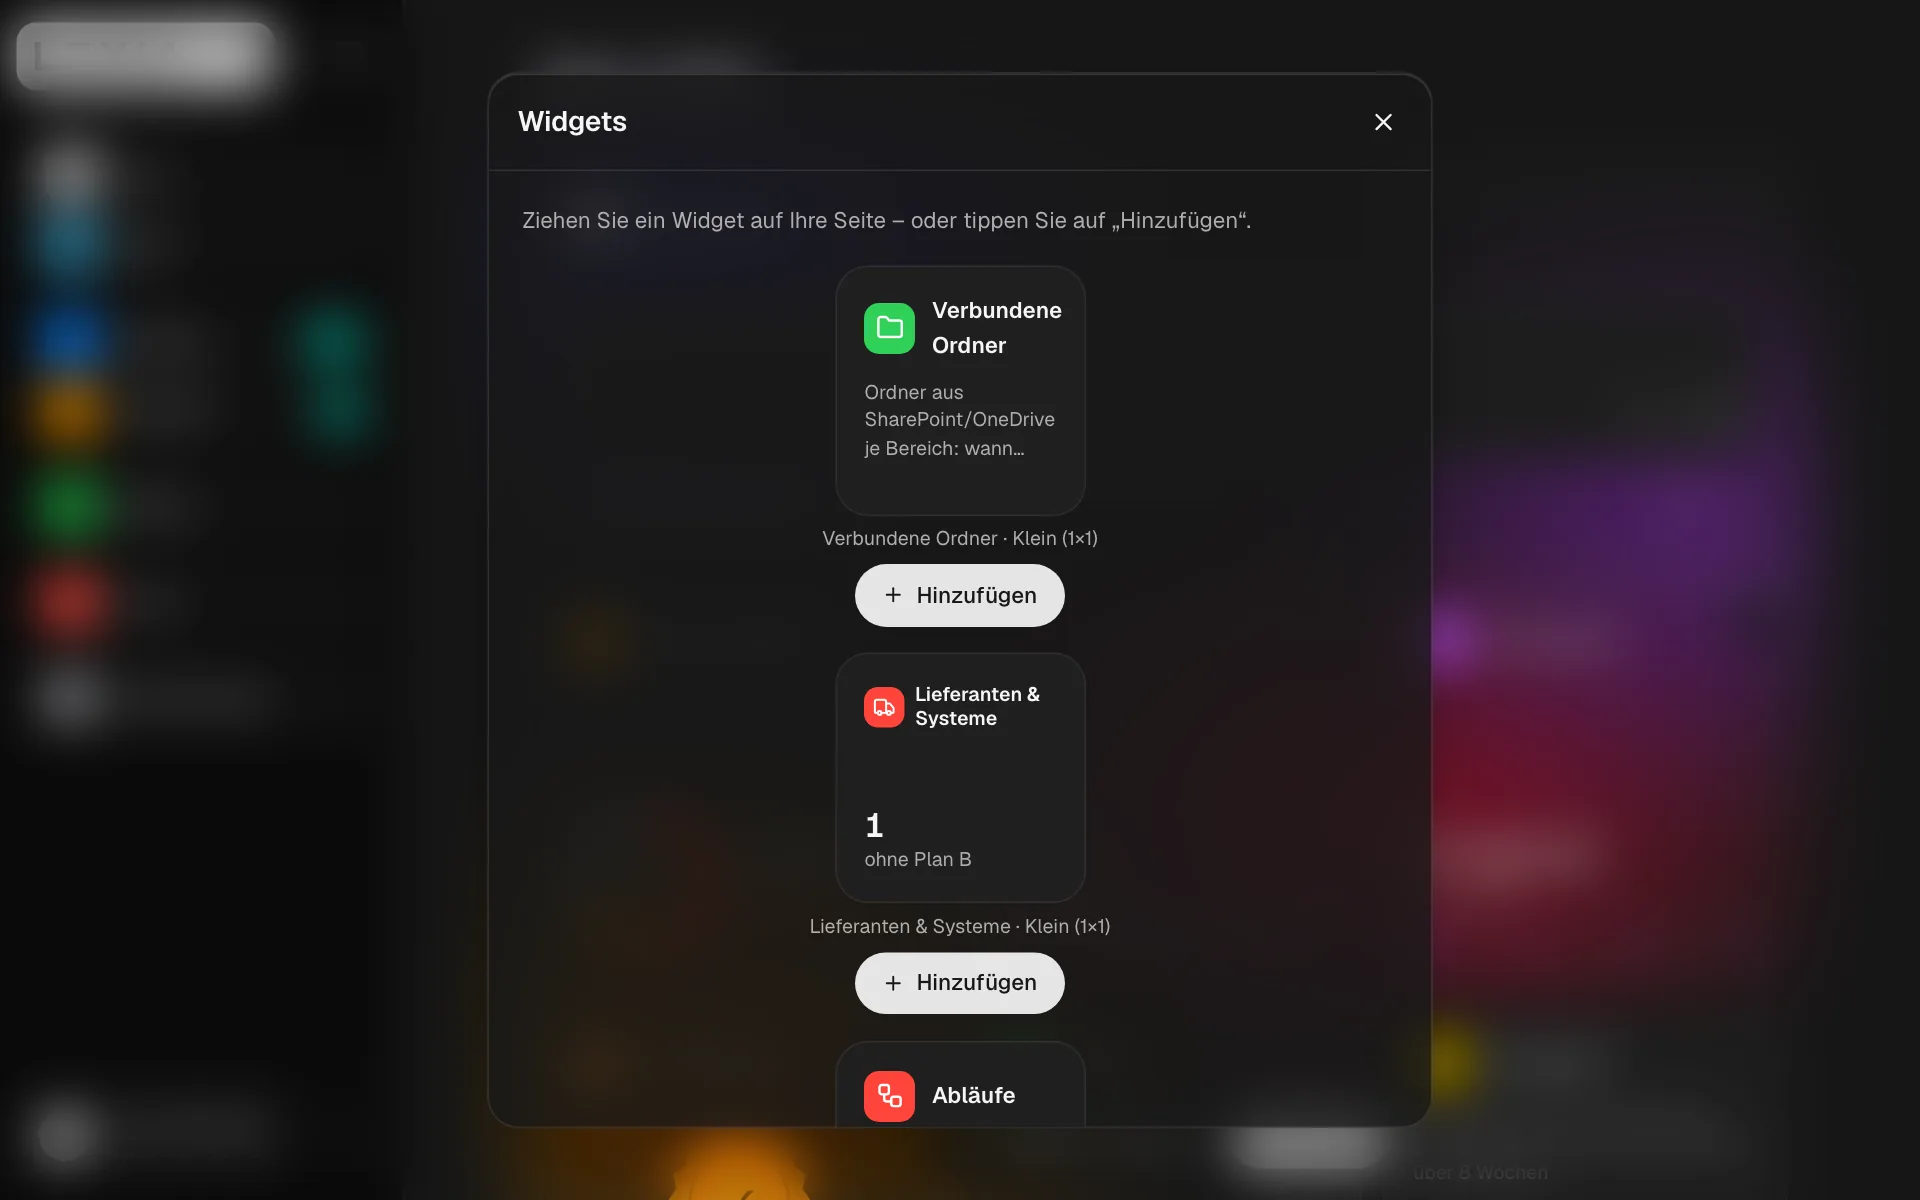 Widgets
Ziehen Sie ein Widget auf Ihre Seite – oder tippen Sie auf „Hinzufügen“.
Verbundene
Ordner
Ordner aus
SharePoint/OneDrive
je Bereich: wann…
Verbundene Ordner · Klein (1×1)
+ Hinzufügen
Lieferanten &
Systeme
1
ohne Plan B
Lieferanten & Systeme · Klein (1×1)
+ Hinzufügen
Abläufe
über 8 Wochen